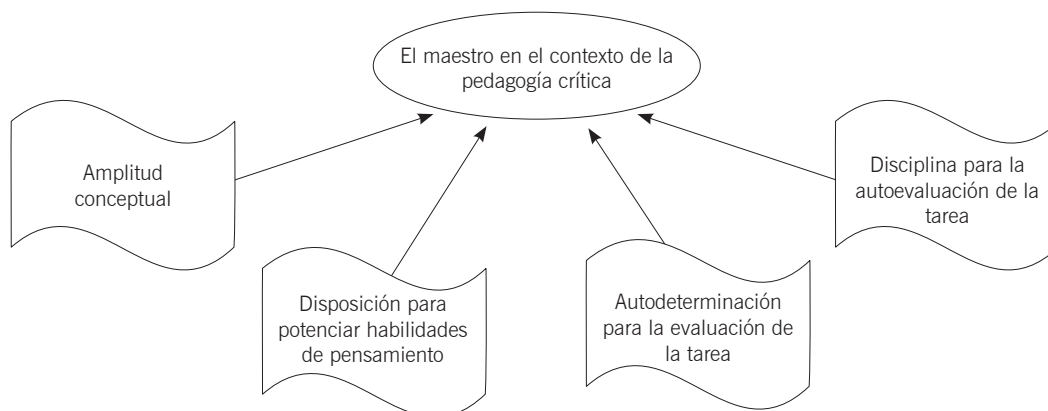 El maestro en el contexto de la
pedagogía crítica
Amplitud
conceptual
Disposición para
potenciar habilidades
de pensamiento
Autodeterminación
para la evaluación de
la tarea
Disciplina para la
autoevaluación de la
tarea